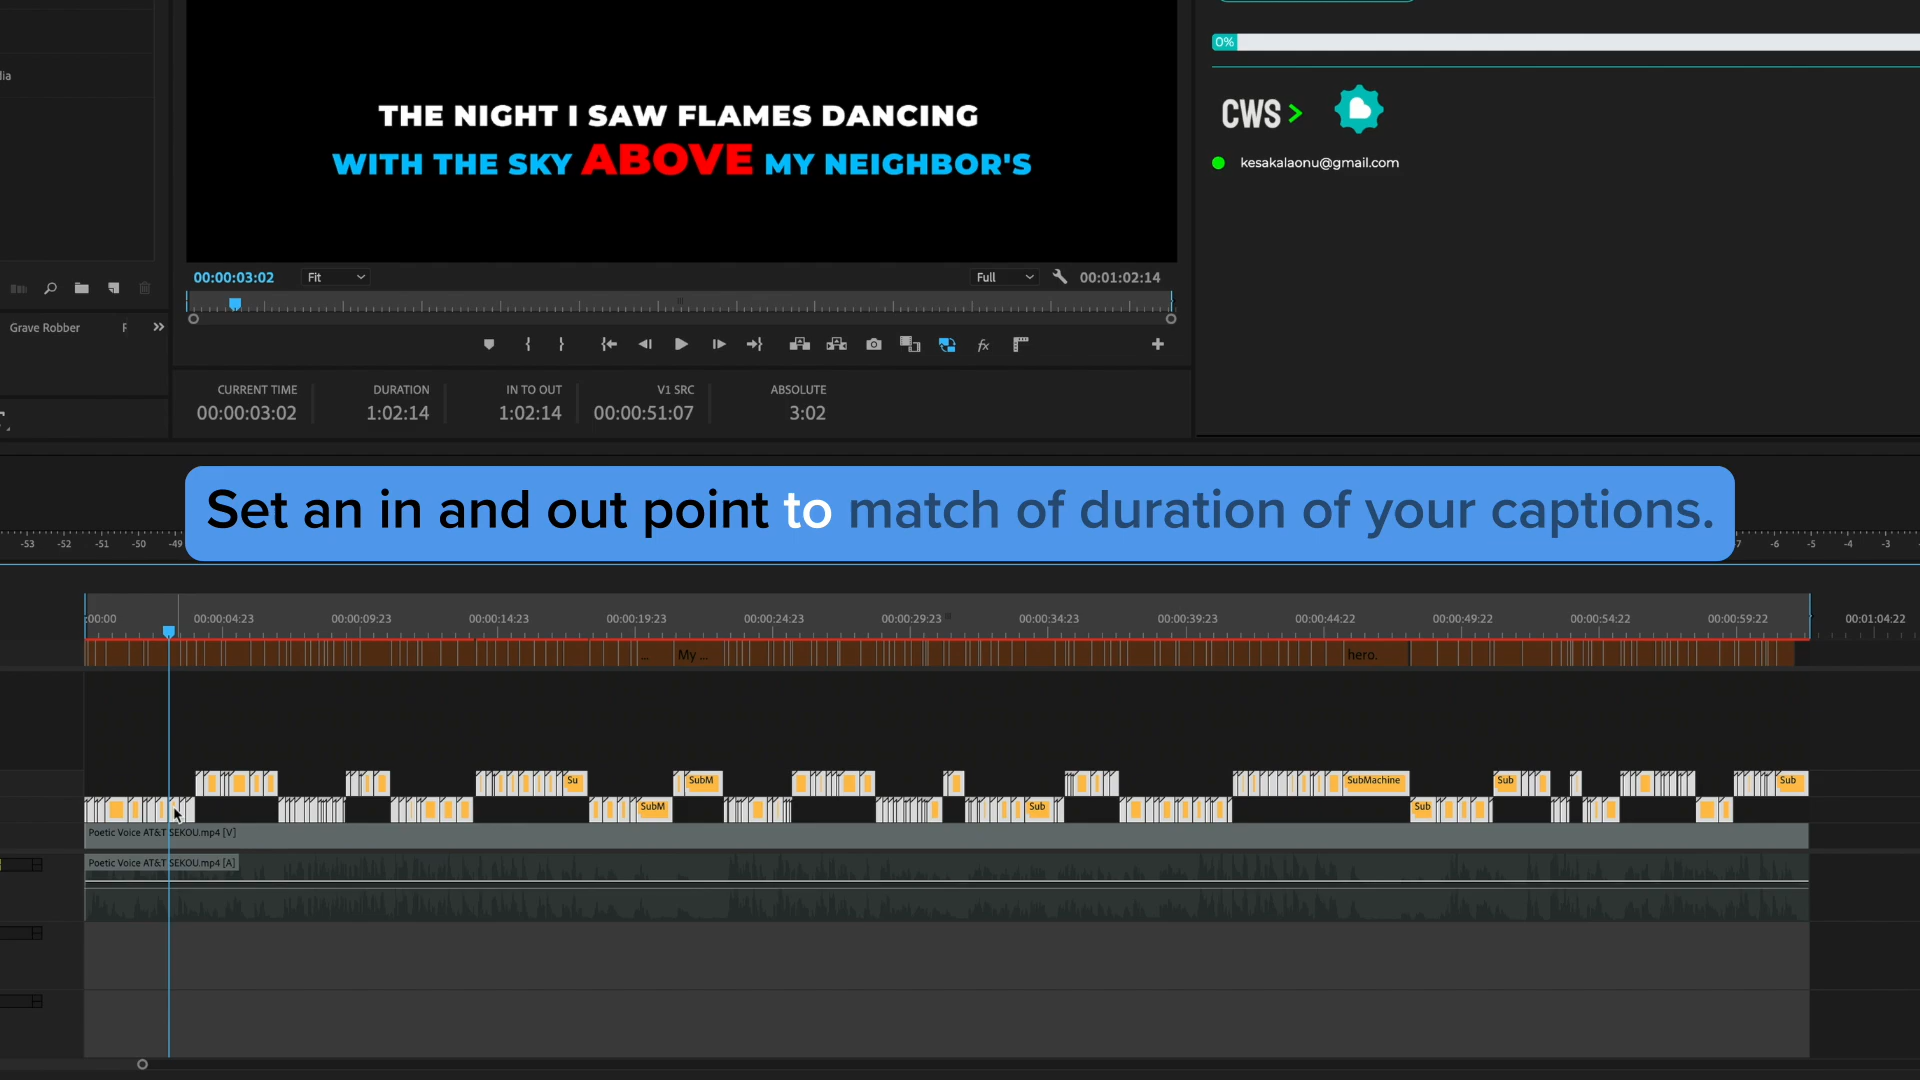 0%
THE NIGHT I SAW FLAMES DANCING
WITH THE SKY ABOVE MY NEIGHBOR'S
CWS >
kesakalaonu@gmail.com
dia
00:00:03:02 Fit Full 00:01:02:14
Grave Robber
CURRENT TIME DURATION IN TO OUT V1 SRC ABSOLUTE
00:00:03:02 1:02:14 1:02:14 00:00:51:07 3:02
Set an in and out point to match of duration of your captions.
-53 -52 -51 -50 -49 -6 -5 -4 -3
:00:00 00:00:04:23 00:00:09:23 00:00:14:23 00:00:19:23 00:00:24:23 00:00:29:23 00:00:34:23 00:00:39:23 00:00:44:22 00:00:49:22 00:00:54:22 00:00:59:22 00:01:04:22
... My ... hero.
Su SubM SubMachine Sub Sub
SubM Sub Sub
Poetic Voice AT&T SEKOU.mp4 [V]
Poetic Voice AT&T SEKOU.mp4 [A]